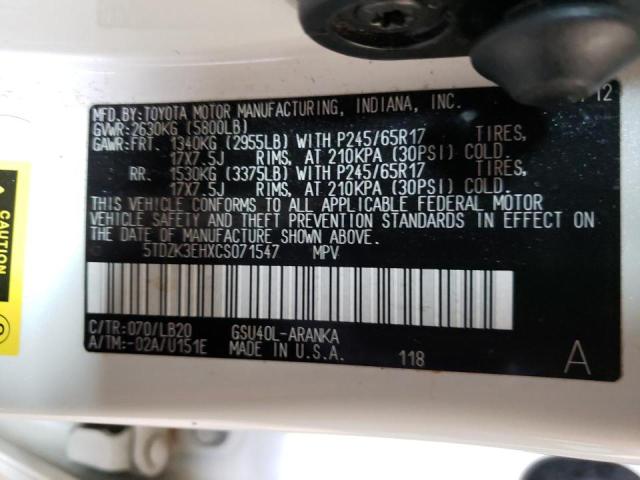 12
MFD.BY:TOYOTA MOTOR MANUFACTURING, INDIANA, INC.
GVWR:2630KG (5800LB)
GAWR:FRT. 1340KG (2955LB) WITH P245/65R17 TIRES,
17X7.5J RIMS, AT 210KPA (30PSI) COLD.
RR. 1530KG (3375LB) WITH P245/65R17 TIRES,
17X7.5J RIMS, AT 210KPA (30PSI) COLD.
THIS VEHICLE CONFORMS TO ALL APPLICABLE FEDERAL MOTOR
VEHICLE SAFETY AND THEFT PREVENTION STANDARDS IN EFFECT ON
THE DATE OF MANUFACTURE SHOWN ABOVE.
5TDZK3EHXCS071547 MPV
C/TR:070/LB20 GSU40L-ARANKA
A/TM:-02A/U151E MADE IN U.S.A.
118
A
CAUTION